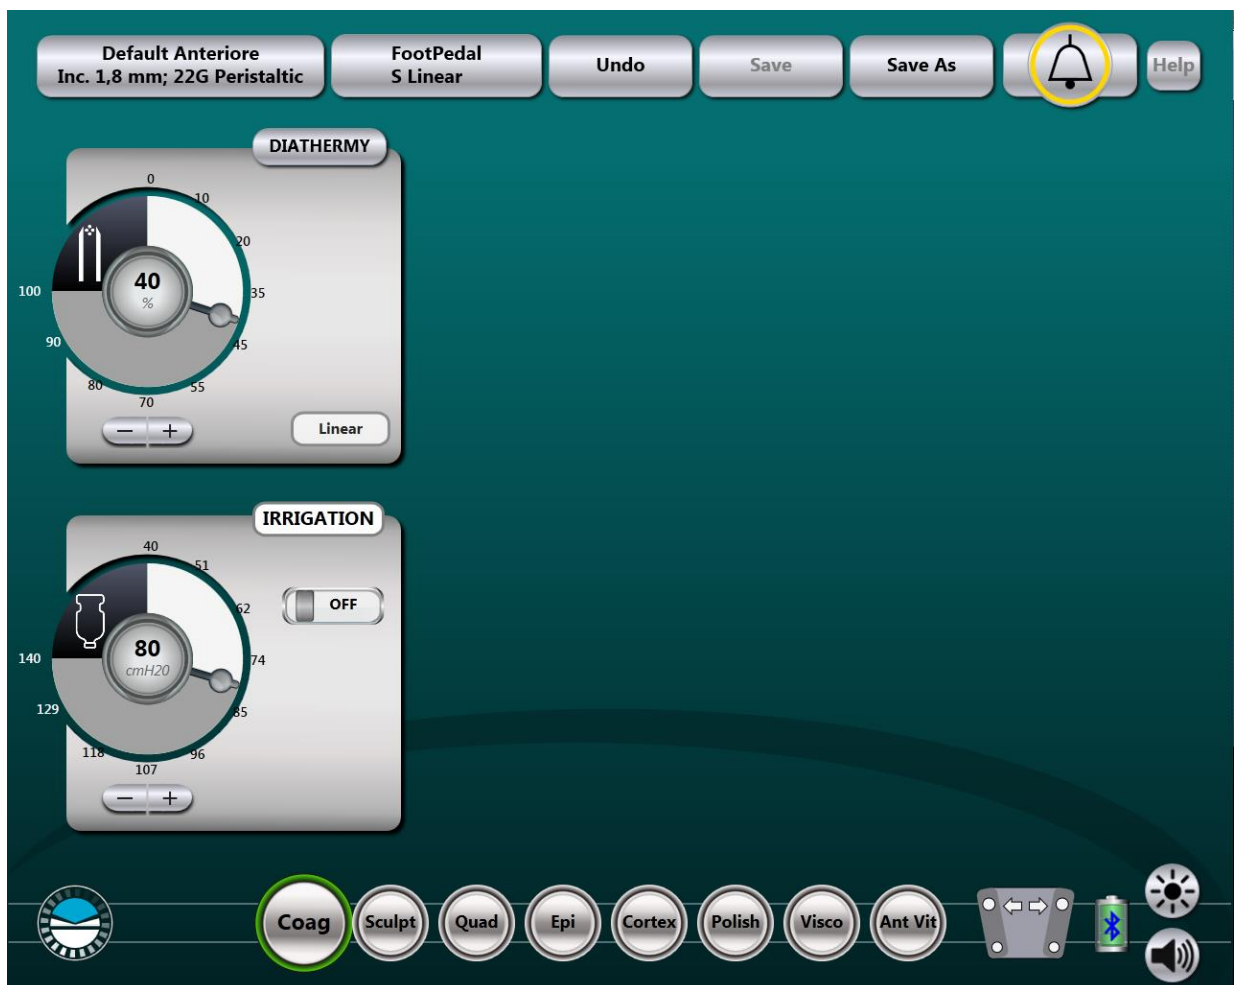 Default Anteriore
Inc. 1,8 mm; 22G Peristaltic
FootPedal
S Linear
Undo
Save
Save As
Help
DIATHERMY
0
10
20
35
45
55
70
80
90
100
40
%
Linear
IRRIGATION
40
51
62
74
85
96
107
118
129
140
80
cmH20
OFF
Coag
Sculpt
Quad
Epi
Cortex
Polish
Visco
Ant Vit